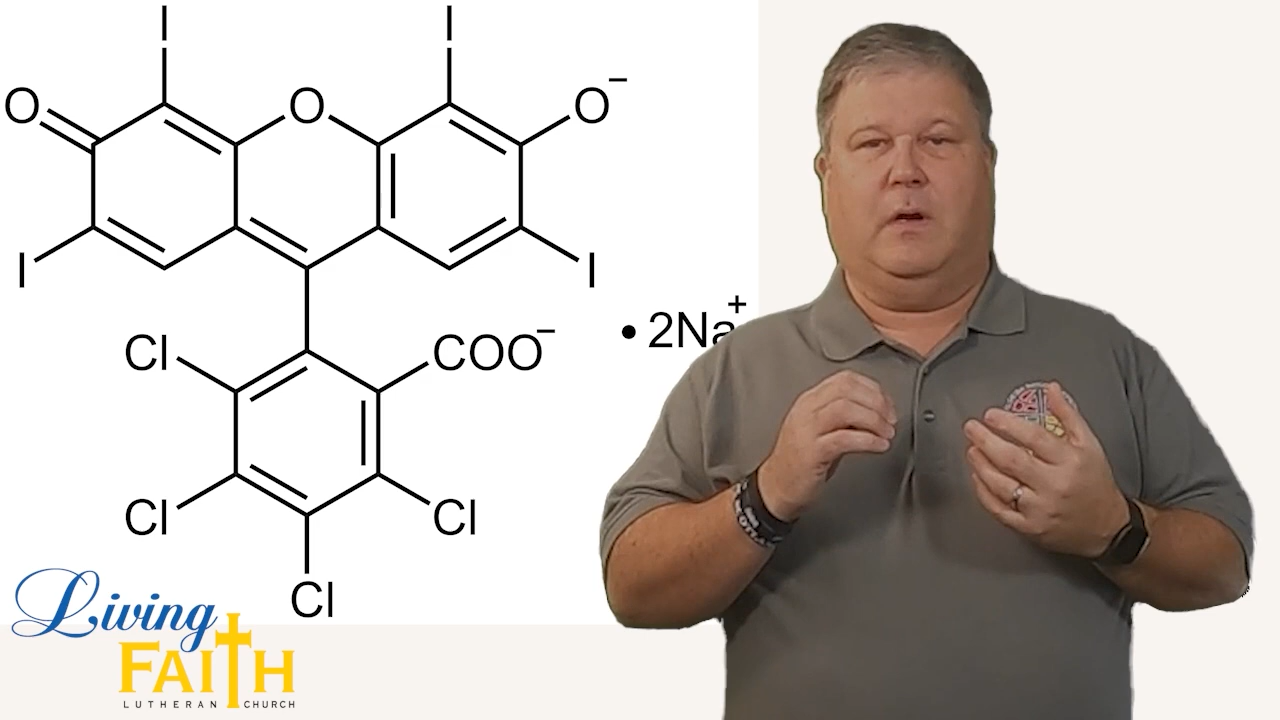 I I
O O O−
I I
• 2Na+
Cl COO−
Cl Cl
Cl
Living
FAITH
LUTHERAN CHURCH